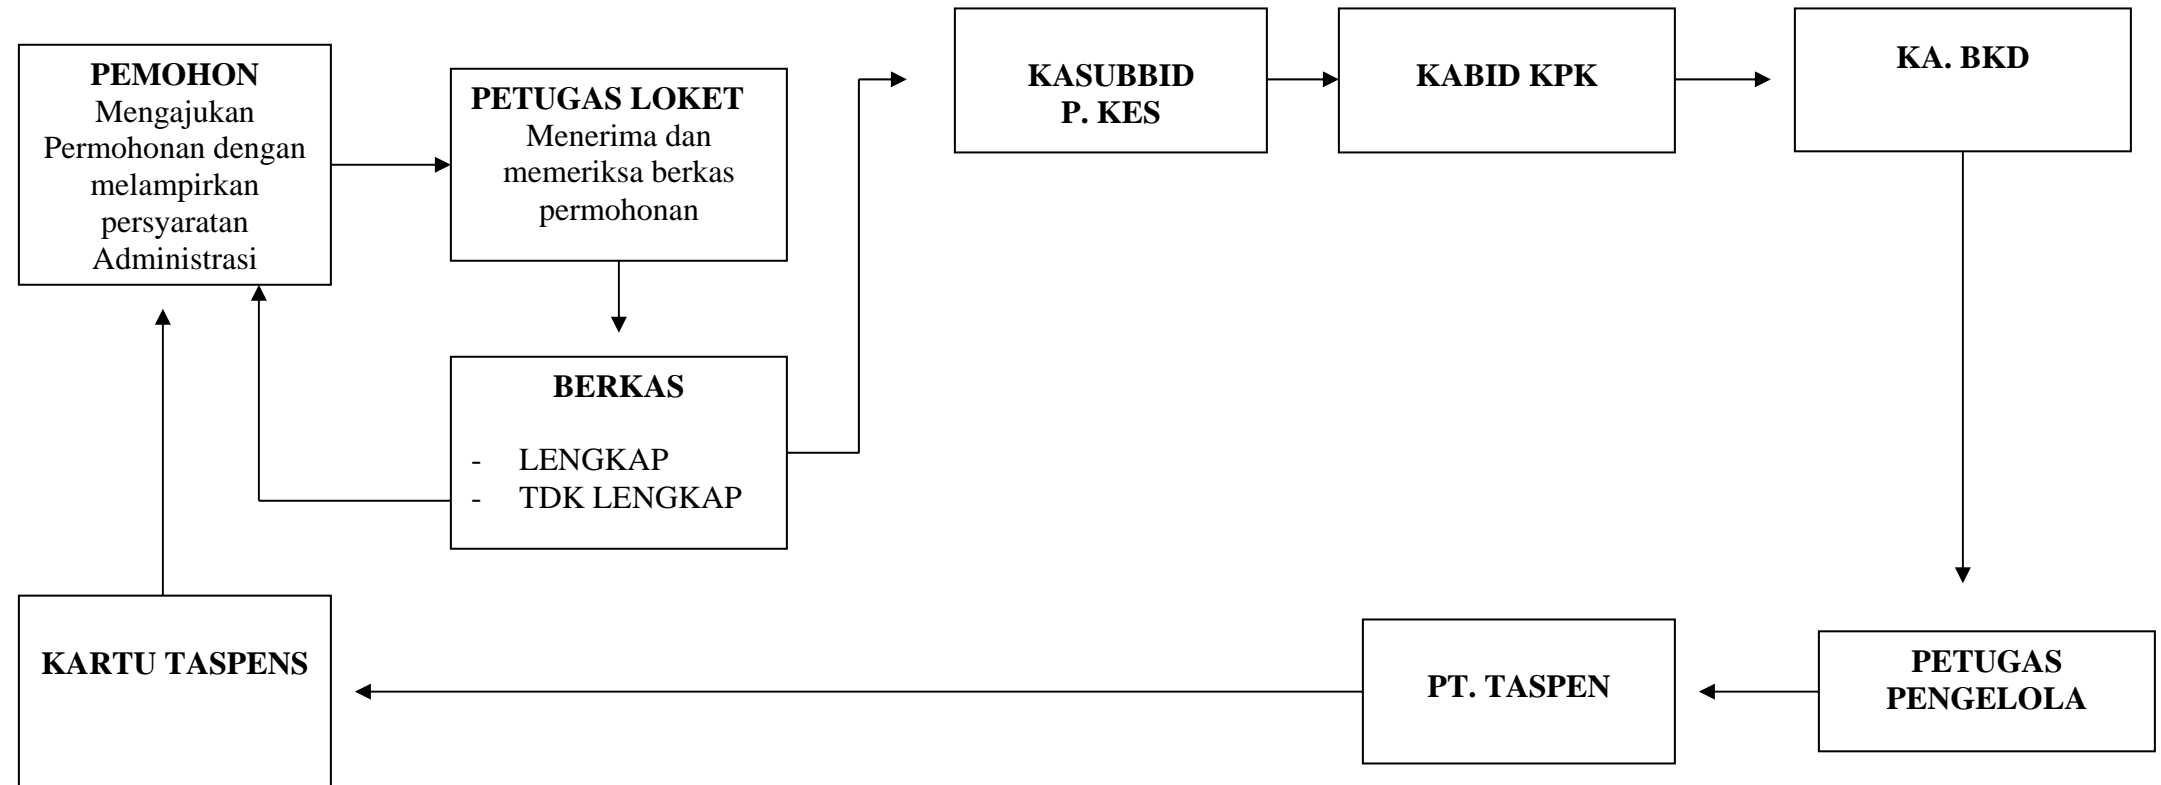 PEMOHON
Mengajukan
Permohonan dengan
melampirkan
persyaratan
Administrasi
PETUGAS LOKET
Menerima dan
memeriksa berkas
permohonan
BERKAS
- LENGKAP
- TDK LENGKAP
KASUBBID
P. KES
KABID KPK
KA. BKD
PETUGAS
PENGELOLA
PT. TASPEN
KARTU TASPENS